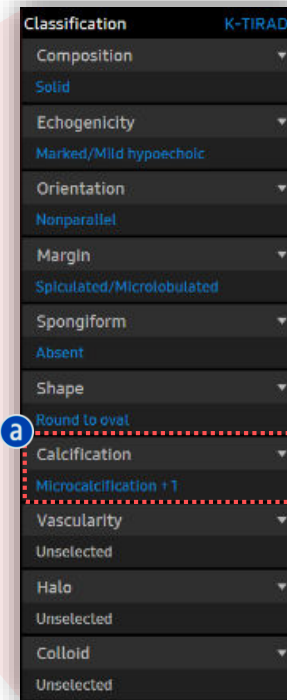 Classification K-TIRAD
Composition
Solid
Echogenicity
Marked/Mild hypoechoic
Orientation
Nonparallel
Margin
Spiculated/Microlobulated
Spongiform
Absent
Shape
Round to oval
a
Calcification
Microcalcification +1
Vascularity
Unselected
Halo
Unselected
Colloid
Unselected